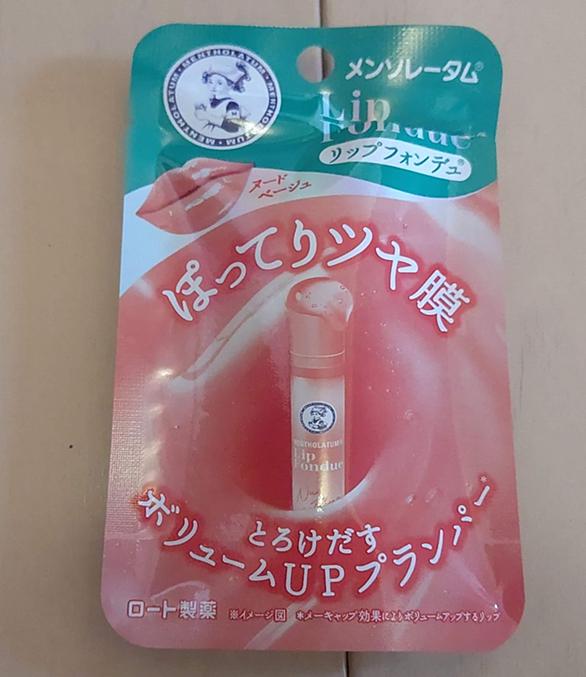 MENTHOLATUM・MENTHOLATUM・MENTHOLATUM・
メンソレータム®
Lip
Fondue
リップフォンデュ®
ヌード
ベージュ
ぽってりツヤ膜
MENTHOLATUM®
Lip
Fondue
とろけだす
ボリュームUPプランパー*
ロート製薬 ※イメージ図 *メーキャップ効果によりボリュームアップするリップ